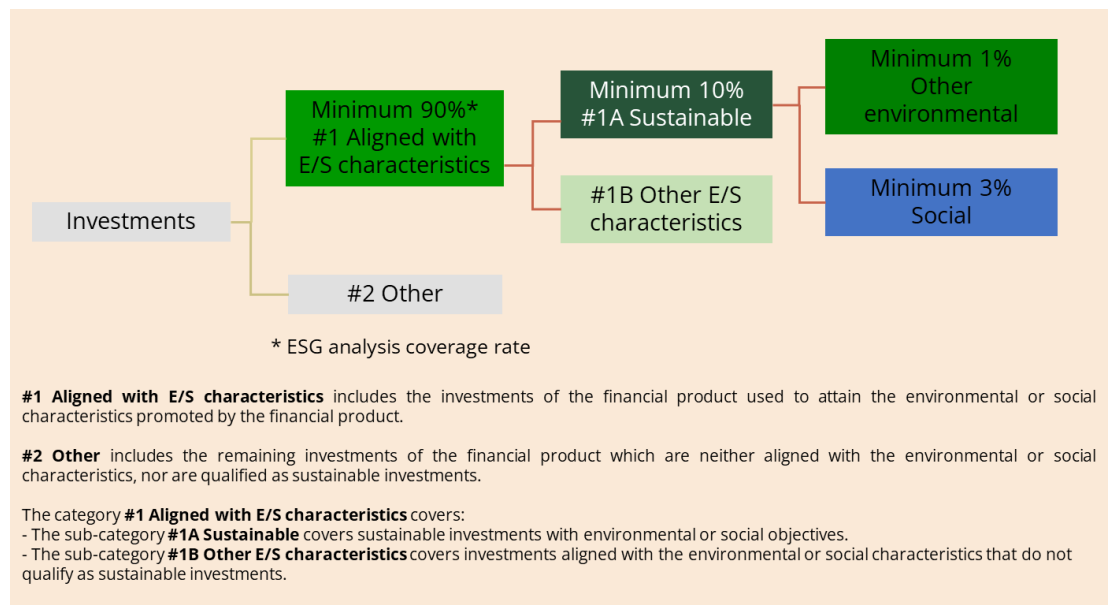 Minimum 90%*
#1 Aligned with
E/S characteristics
Minimum 10%
#1A Sustainable
Minimum 1%
Other
environmental
Minimum 3%
Social
#1B Other E/S
characteristics
Investments
#2 Other
* ESG analysis coverage rate
#1 Aligned with E/S characteristics includes the investments of the financial product used to attain the environmental or social
characteristics promoted by the financial product.
#2 Other includes the remaining investments of the financial product which are neither aligned with the environmental or social
characteristics, nor are qualified as sustainable investments.
The category #1 Aligned with E/S characteristics covers:
- The sub-category #1A Sustainable covers sustainable investments with environmental or social objectives.
- The sub-category #1B Other E/S characteristics covers investments aligned with the environmental or social characteristics that do not
qualify as sustainable investments.